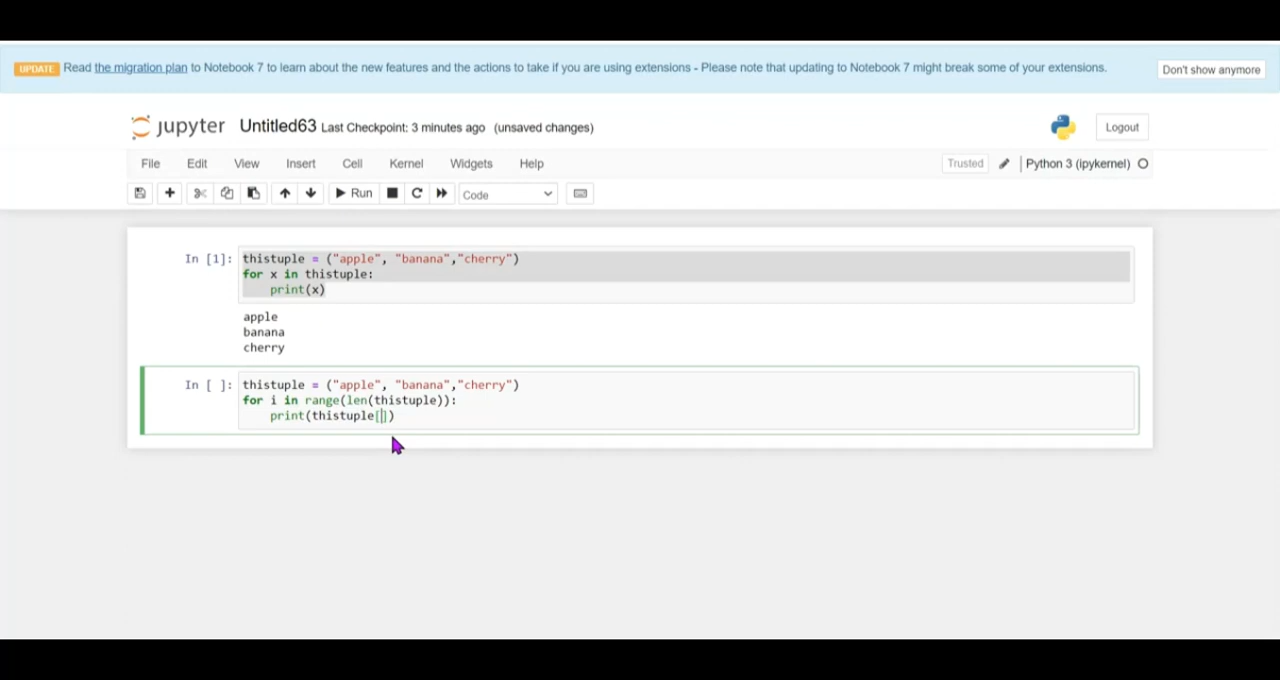 UPDATE Read the migration plan to Notebook 7 to learn about the new features and the actions to take if you are using extensions - Please note that updating to Notebook 7 might break some of your extensions. Don't show anymore
jupyter Untitled63 Last Checkpoint: 3 minutes ago (unsaved changes) Logout
File Edit View Insert Cell Kernel Widgets Help Trusted Python 3 (ipykernel)
Run Code
In [1]: thistuple = ("apple", "banana","cherry")
for x in thistuple:
    print(x)
apple
banana
cherry
In [ ]: thistuple = ("apple", "banana","cherry")
for i in range(len(thistuple)):
    print(thistuple[])